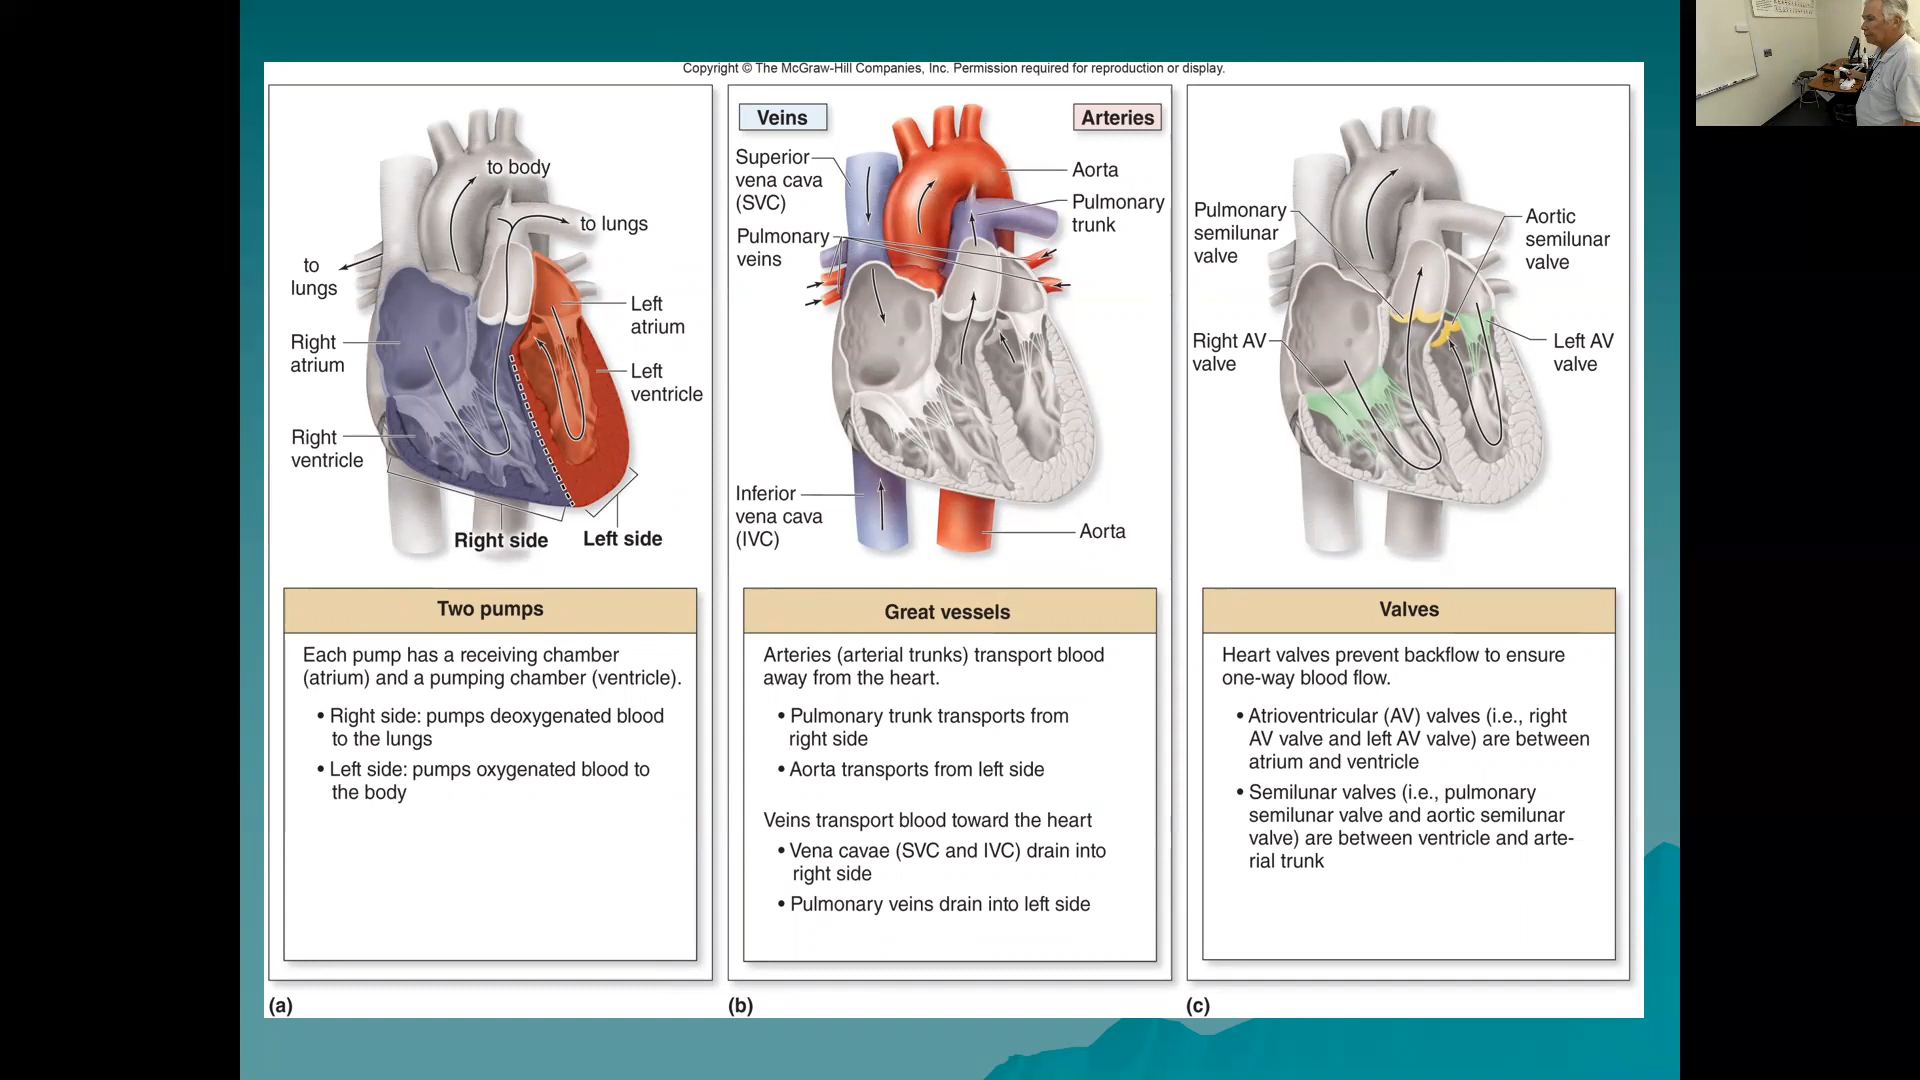 Copyright © The McGraw-Hill Companies, Inc. Permission required for reproduction or display.
to body
to lungs
to
lungs
Left
atrium
Right
atrium
Left
ventricle
Right
ventricle
Right side
Left side
Two pumps
Each pump has a receiving chamber
(atrium) and a pumping chamber (ventricle).
• Right side: pumps deoxygenated blood
to the lungs
• Left side: pumps oxygenated blood to
the body
(a)
Veins
Arteries
Superior
vena cava
(SVC)
Aorta
Pulmonary
trunk
Pulmonary
veins
Inferior
vena cava
(IVC)
Aorta
Great vessels
Arteries (arterial trunks) transport blood
away from the heart.
• Pulmonary trunk transports from
right side
• Aorta transports from left side
Veins transport blood toward the heart
• Vena cavae (SVC and IVC) drain into
right side
• Pulmonary veins drain into left side
(b)
Pulmonary
semilunar
valve
Aortic
semilunar
valve
Right AV
valve
Left AV
valve
Valves
Heart valves prevent backflow to ensure
one-way blood flow.
• Atrioventricular (AV) valves (i.e., right
AV valve and left AV valve) are between
atrium and ventricle
• Semilunar valves (i.e., pulmonary
semilunar valve and aortic semilunar
valve) are between ventricle and arte-
rial trunk
(c)